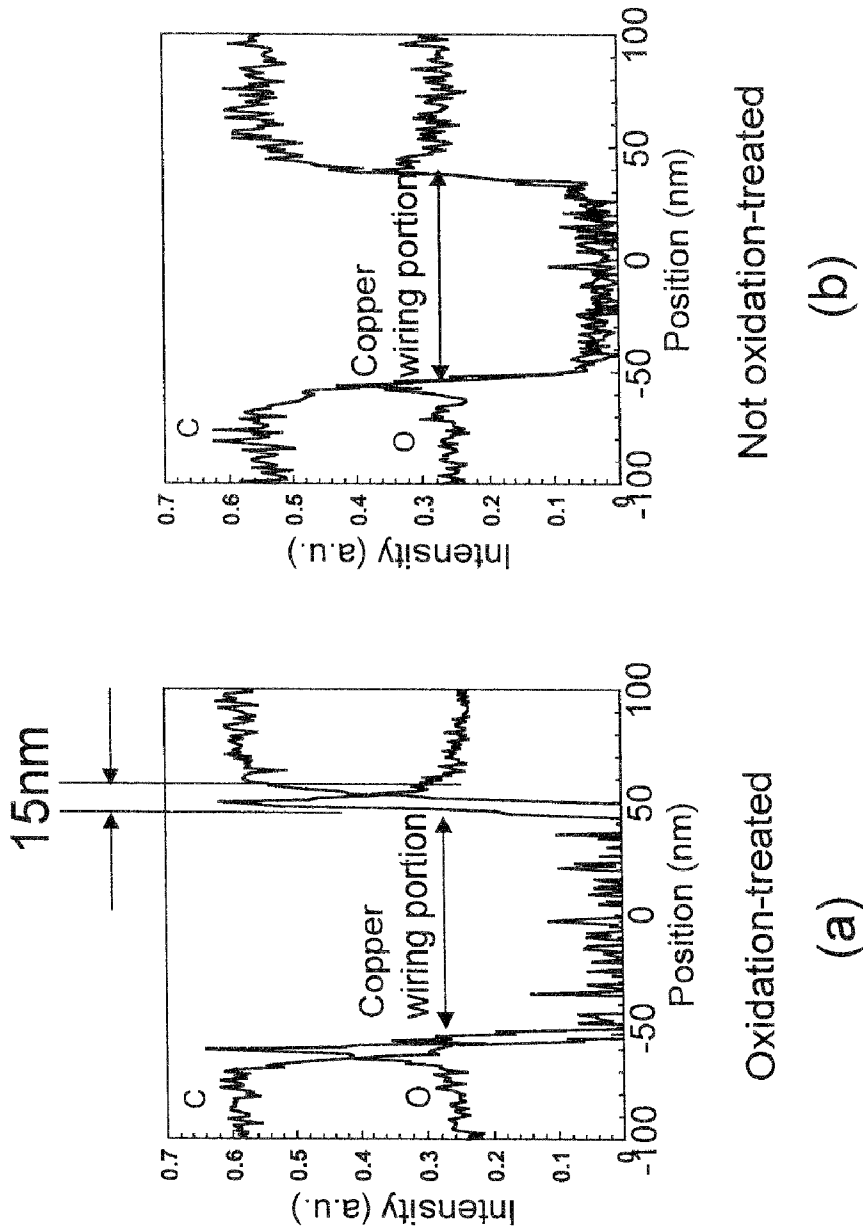 15nm
Intensity (a.u.)
0.7
0.6
0.5
0.4
0.3
0.2
0.1
0
C
O
Copper
wiring portion
-100
-50
0
50
100
Position (nm)
Oxidation-treated
(a)
Intensity (a.u.)
0.7
0.6
0.5
0.4
0.3
0.2
0.1
0
C
O
Copper
wiring portion
-100
-50
0
50
100
Position (nm)
Not oxidation-treated
(b)